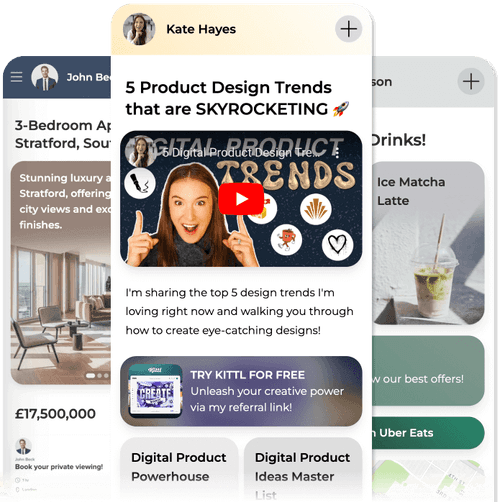 Kate Hayes
5 Product Design Trends
that are SKYROCKETING 🚀
DIGITAL PRODUCT
5 Digital Product Design Tre...
TRENDS
I'm sharing the top 5 design trends I'm
loving right now and walking you through
how to create eye-catching designs!
Kittl
CREATE
TRY KITTL FOR FREE
Unleash your creative power
via my referral link!
Digital Product
Powerhouse
Digital Product
Ideas Master
List
John Be
3-Bedroom Ap
Stratford, Sou
Stunning luxury a
Stratford, offering
city views and exc
finishes.
£17,500,000
John Beck
Book your private viewing!
son
Drinks!
Ice Matcha
Latte
w our best offers!
n Uber Eats